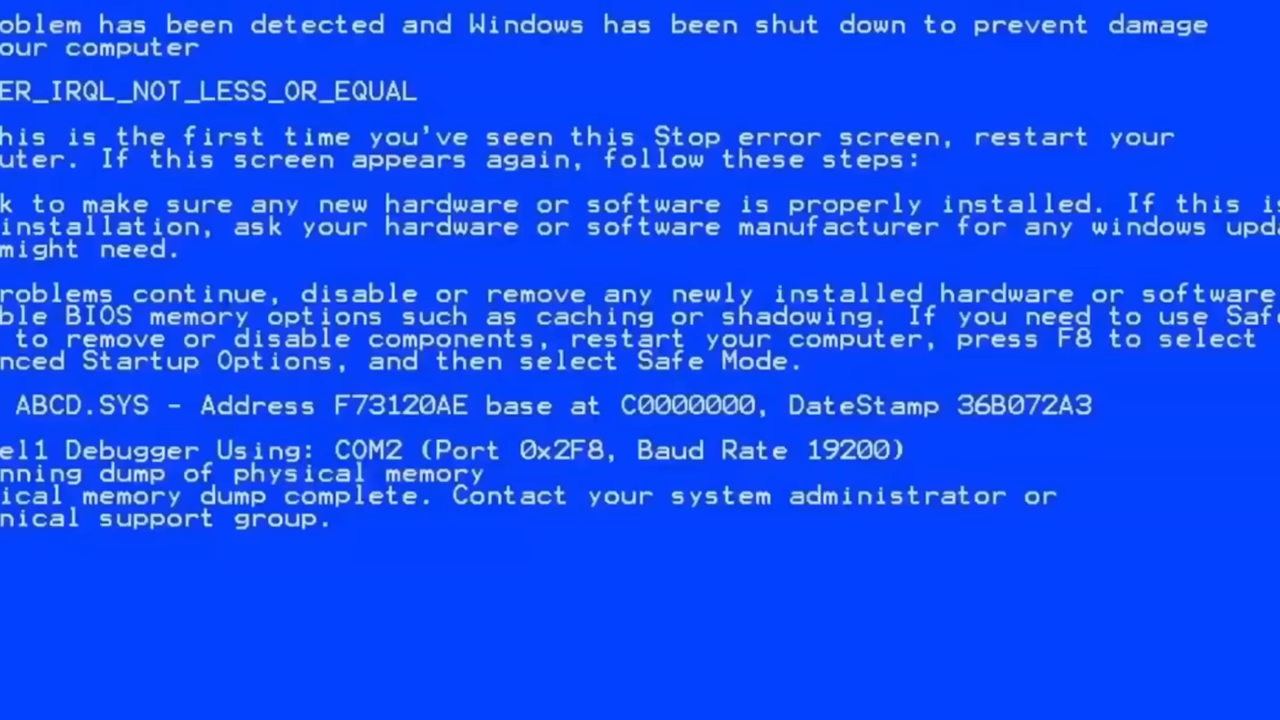 oblem has been detected and Windows has been shut down to prevent damage
our computer
ER_IRQL_NOT_LESS_OR_EQUAL
his is the first time you've seen this Stop error screen, restart your
uter. If this screen appears again, follow these steps:
k to make sure any new hardware or software is properly installed. If this is
installation, ask your hardware or software manufacturer for any windows upda
might need.
roblems continue, disable or remove any newly installed hardware or software
ble BIOS memory options such as caching or shadowing. If you need to use Safe
to remove or disable components, restart your computer, press F8 to select
nced Startup Options, and then select Safe Mode.
ABCD.SYS - Address F73120AE base at C0000000, DateStamp 36B072A3
el1 Debugger Using: COM2 (Port 0x2F8, Baud Rate 19200)
nning dump of physical memory
ical memory dump complete. Contact your system administrator or
nical support group.